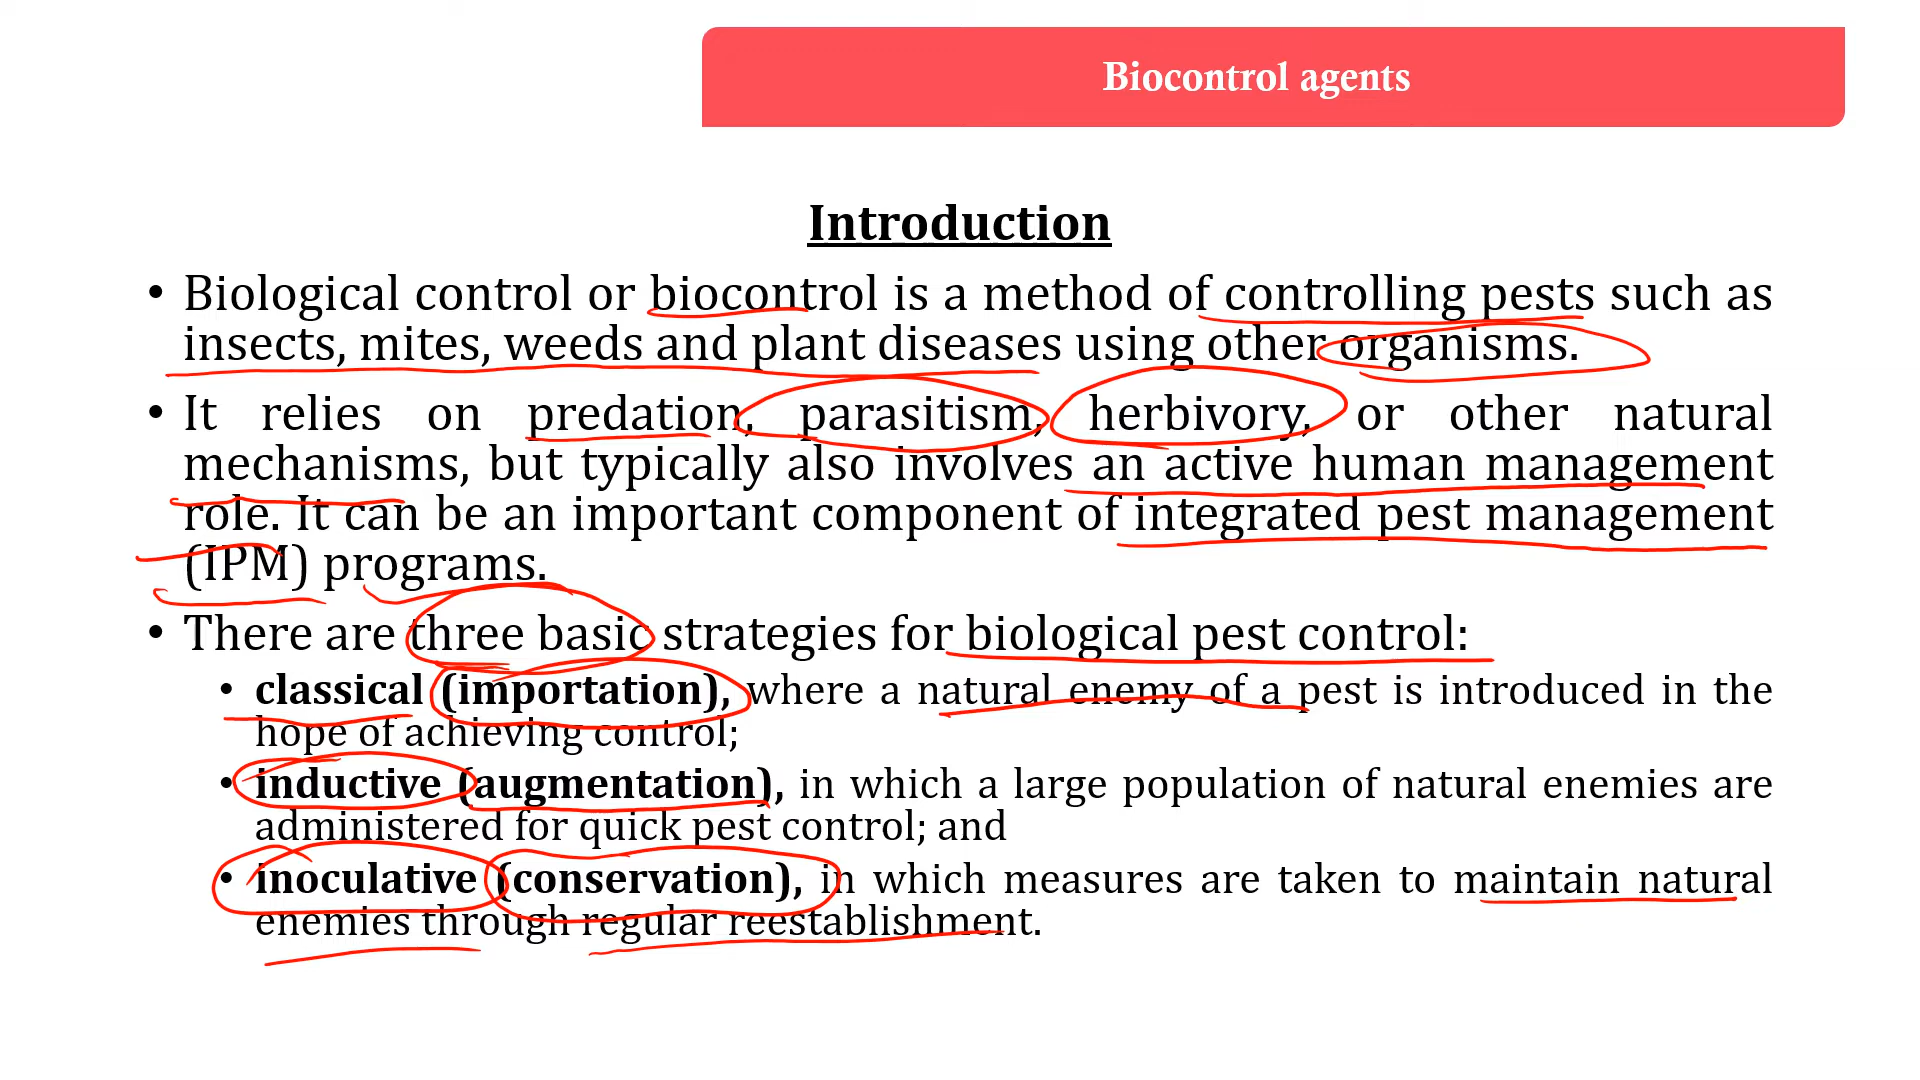 Biocontrol agents
Introduction
• Biological control or biocontrol is a method of controlling pests such as
insects, mites, weeds and plant diseases using other organisms.
• It relies on predation, parasitism, herbivory, or other natural
mechanisms, but typically also involves an active human management
role. It can be an important component of integrated pest management
(IPM) programs.
• There are three basic strategies for biological pest control:
• classical (importation), where a natural enemy of a pest is introduced in the
hope of achieving control;
• inductive (augmentation), in which a large population of natural enemies are
administered for quick pest control; and
• inoculative (conservation), in which measures are taken to maintain natural
enemies through regular reestablishment.